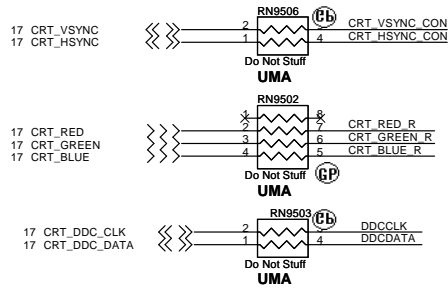 RN9506
17 CRT_VSYNC 2 CRT_VSYNC_CON
17 CRT_HSYNC 1 4 CRT_HSYNC_CON
Do Not Stuff
UMA
RN9502
1 8
17 CRT_RED 2 7 CRT_RED_R
17 CRT_GREEN 3 6 CRT_GREEN_R
17 CRT_BLUE 4 5 CRT_BLUE_R
Do Not Stuff GP
UMA
RN9503
17 CRT_DDC_CLK 2 DDCCLK
17 CRT_DDC_DATA 1 4 DDCDATA
Do Not Stuff
UMA